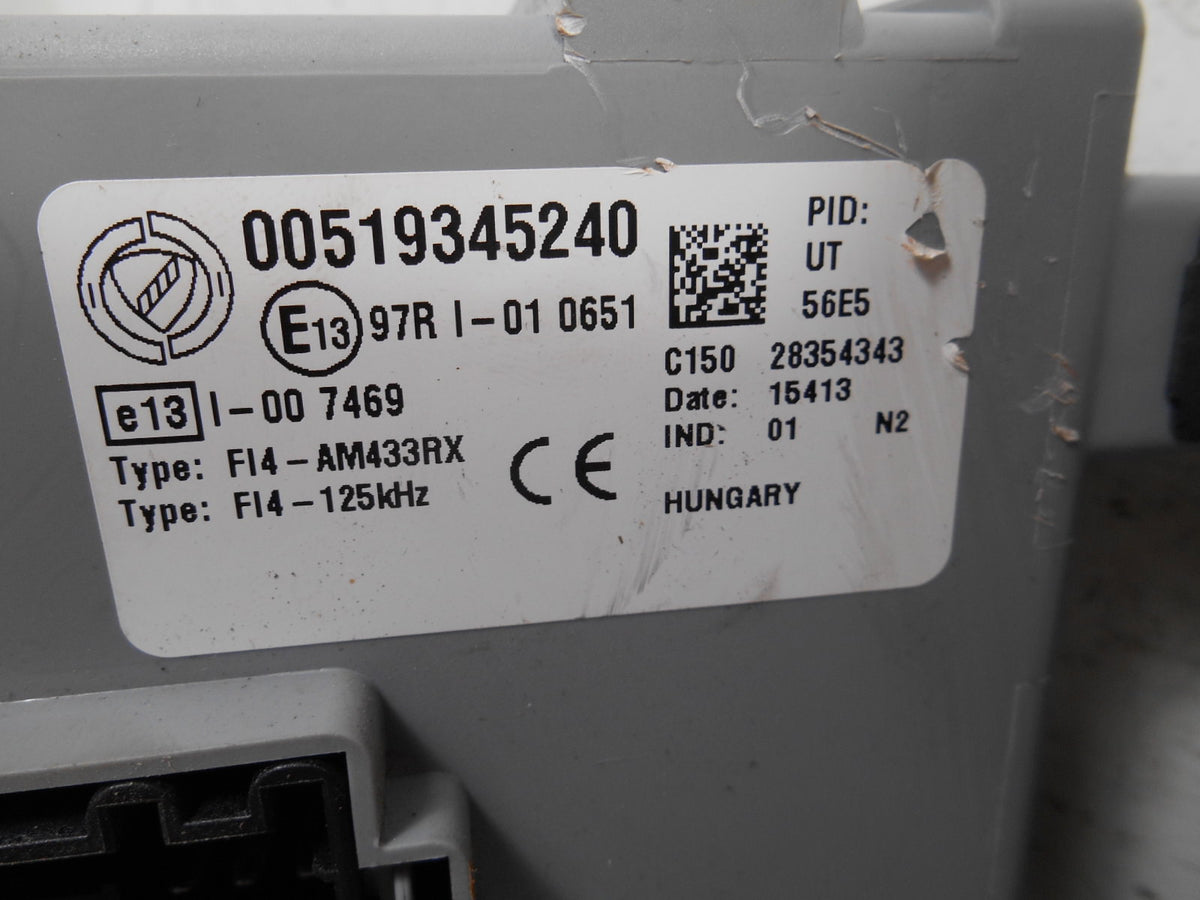 00519345240
E13 97R I-01 0651
e13 I-00 7469
Type: FI4-AM433RX
Type: FI4-125kHz
CE
PID:
UT
56E5
C150 28354343
Date: 15413
IND: 01 N2
HUNGARY